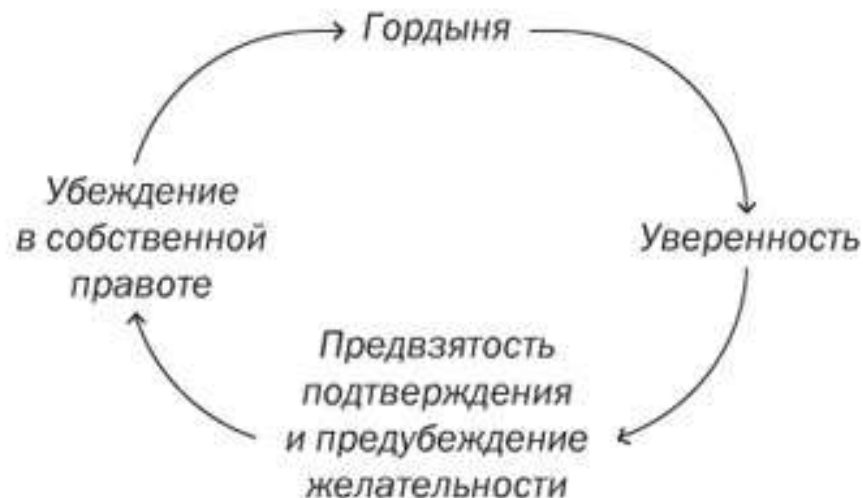 Гордыня
Уверенность
Предвзятость
подтверждения
и предубеждение
желательности
Убеждение
в собственной
правоте